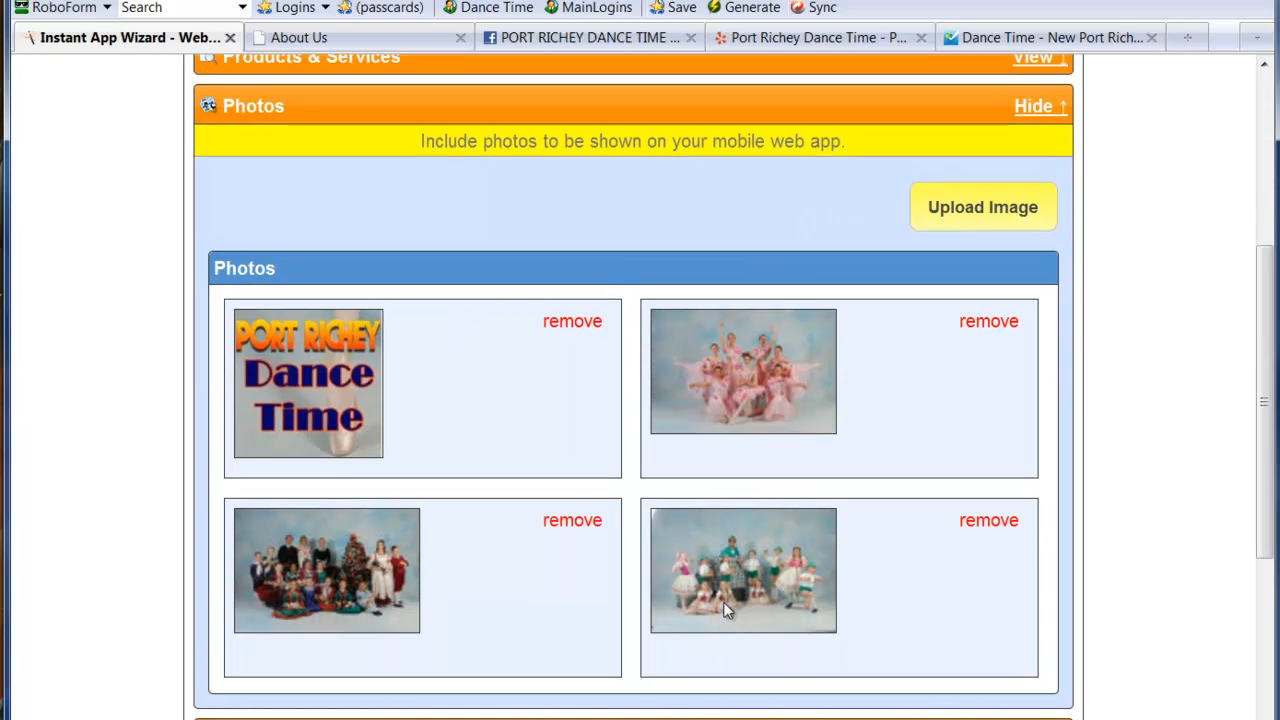 RoboForm Search Logins (passcards) Dance Time MainLogins Save Generate Sync
Instant App Wizard - Web... About Us PORT RICHEY DANCE TIME ... Port Richey Dance Time - P... Dance Time - New Port Rich...
Products & Services View ↓
Photos Hide ↑
Include photos to be shown on your mobile web app.
Upload Image
Photos
remove remove
PORT RICHEY
Dance
Time
remove remove